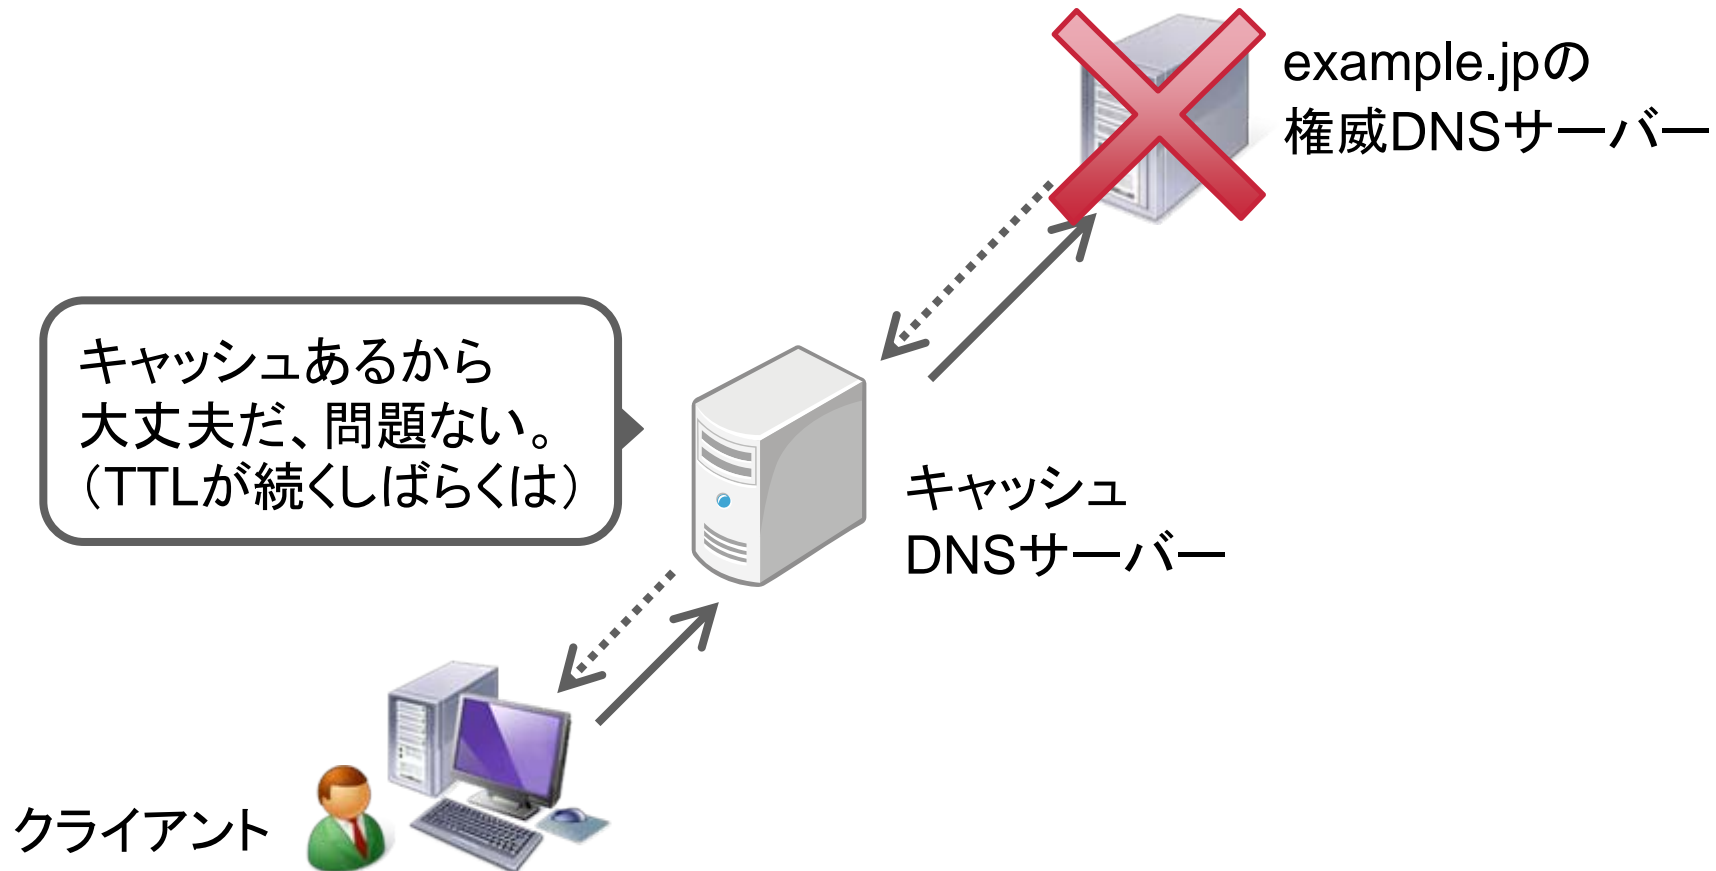 example.jpの
権威DNSサーバー
キャッシュあるから
大丈夫だ、問題ない。
（TTLが続くしばらくは）
キャッシュ
DNSサーバー
クライアント